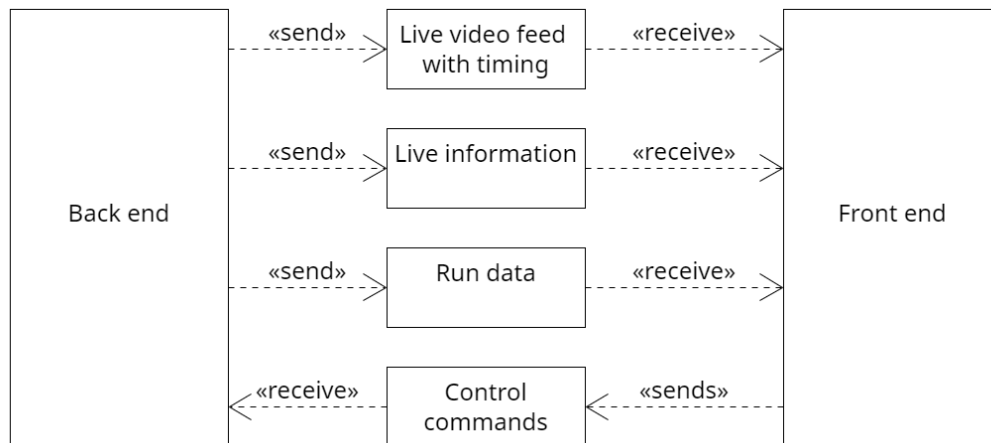 «send»
Live video feed
with timing
«receive»
«send»
Live information
«receive»
Back end
Front end
«send»
Run data
«receive»
«receive»
Control
commands
«sends»